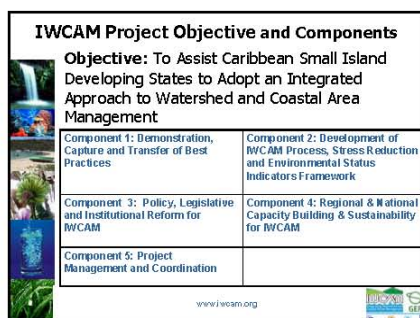 IWCAM Project Objective and Components
Objective: To Assist Caribbean Small Island
Developing States to Adopt an Integrated
Approach to Watershed and Coastal Area
Management
Component 1: Demonstration,
Capture and Transfer of Best
Practices
Component 2: Development of
IWCAM Process, Stress Reduction
and Environmental Status
Indicators Framework
Component 3: Policy, Legislative
and Institutional Reform for
IWCAM
Component 4: Regional & National
Capacity Building & Sustainability
for IWCAM
Component 5: Project
Management and Coordination
www.iwcam.org